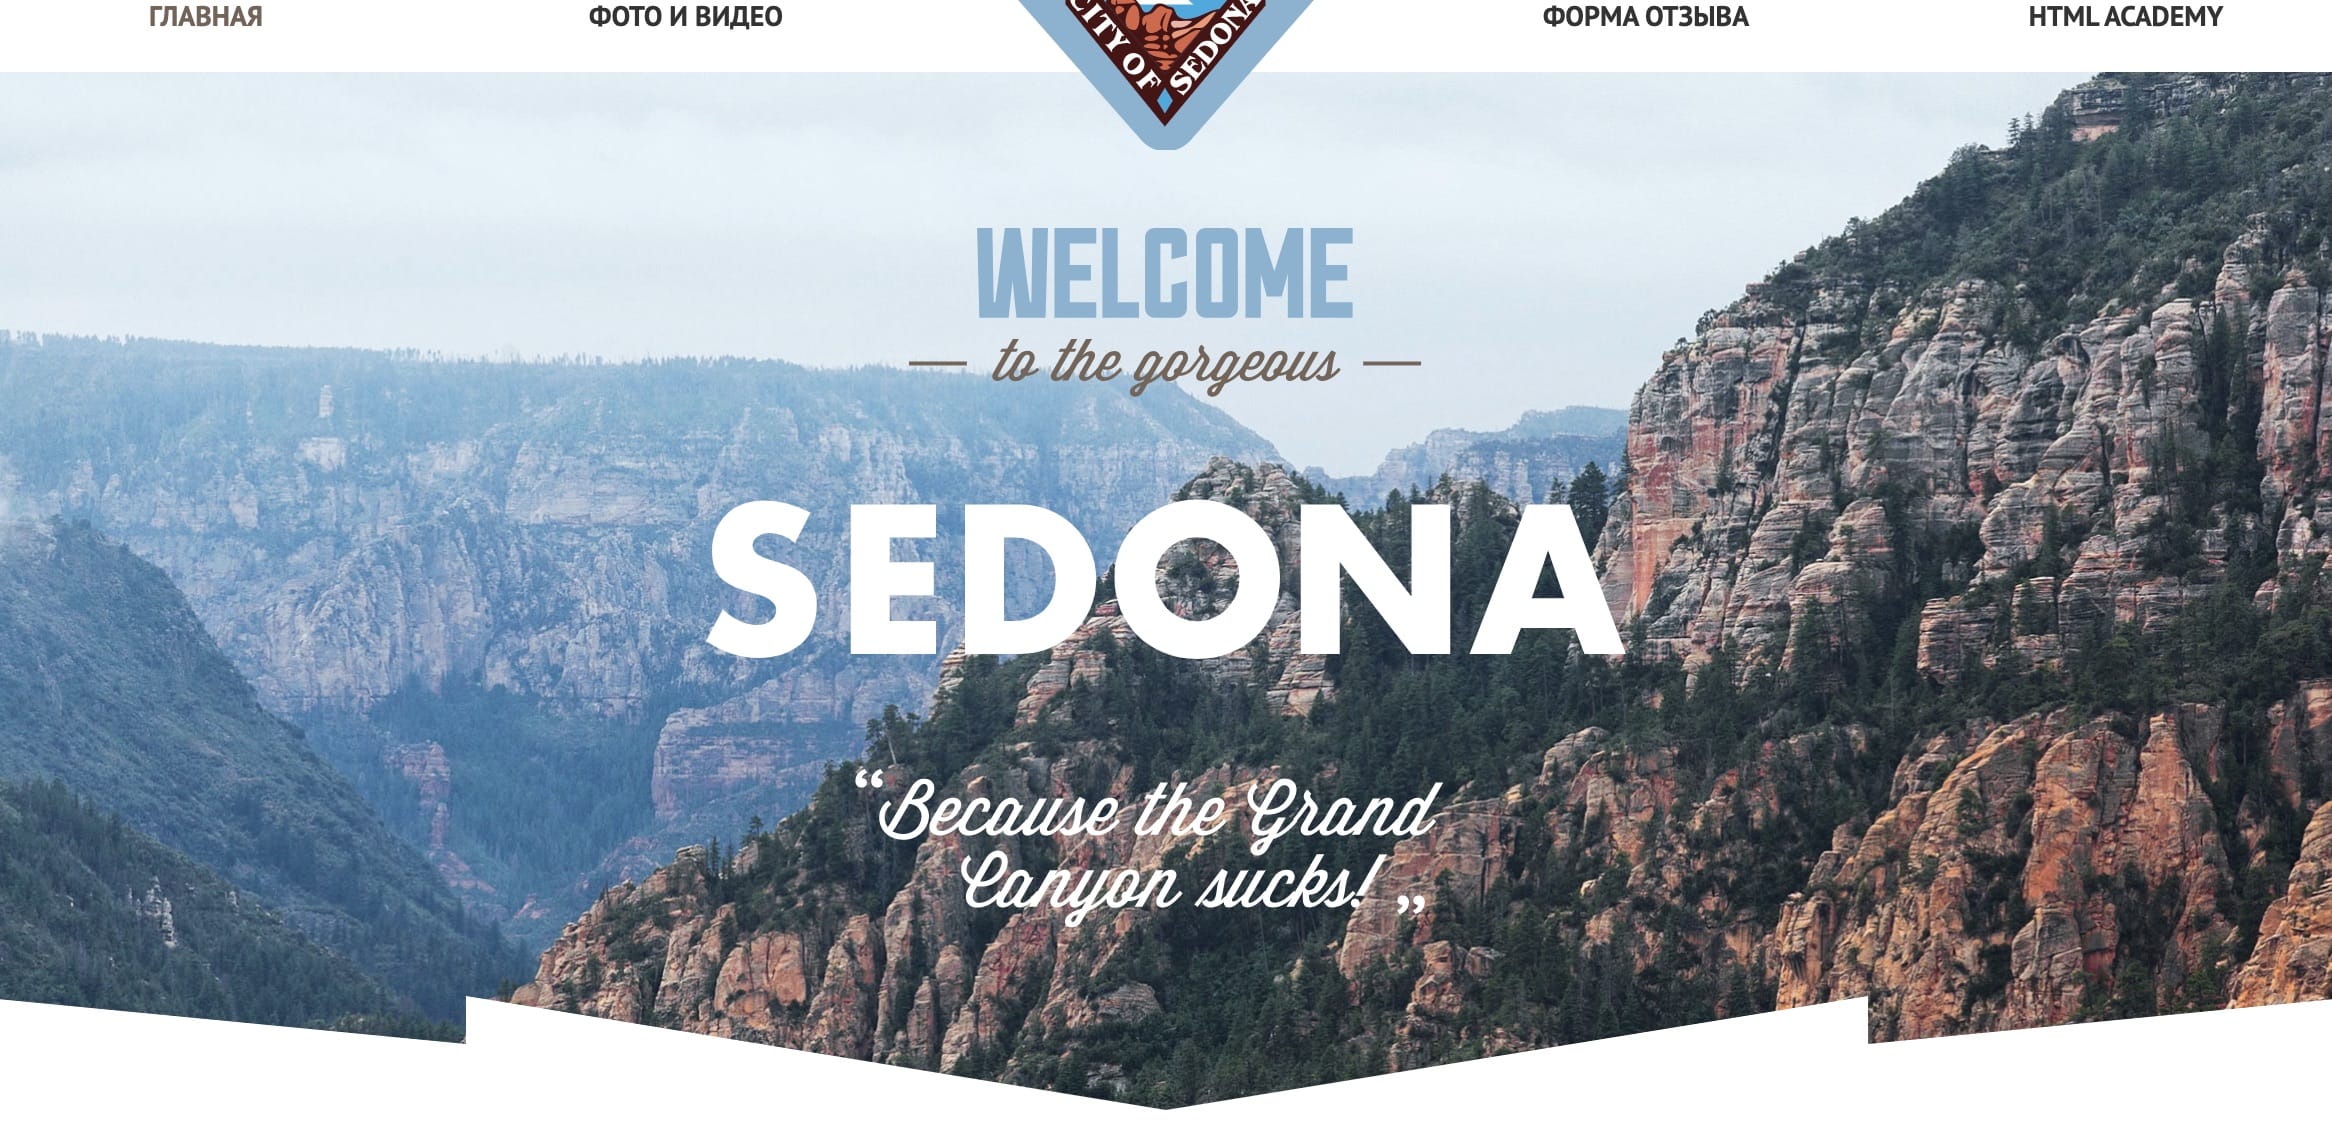 ГЛАВНАЯ
ФОТО И ВИДЕО
CITY OF SEDONA
ФОРМА ОТЗЫВА
HTML ACADEMY
WELCOME
— to the gorgeous —
SEDONA
“Because the Grand
Canyon sucks! „